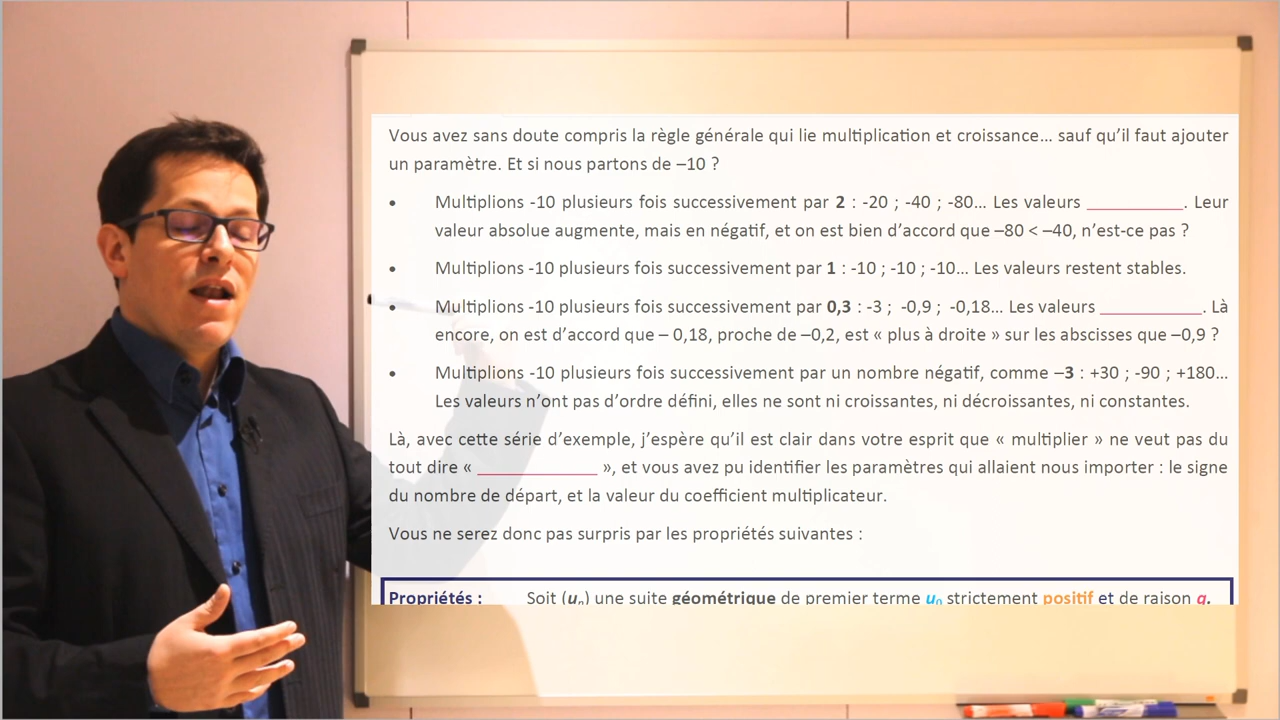 Vous avez sans doute compris la règle générale qui lie multiplication et croissance... sauf qu'il faut ajouter
un paramètre. Et si nous partons de –10 ?
• Multiplions -10 plusieurs fois successivement par 2 : -20 ; -40 ; -80... Les valeurs __________. Leur
valeur absolue augmente, mais en négatif, et on est bien d'accord que –80 < –40, n'est-ce pas ?
• Multiplions -10 plusieurs fois successivement par 1 : -10 ; -10 ; -10... Les valeurs restent stables.
• Multiplions -10 plusieurs fois successivement par 0,3 : -3 ; -0,9 ; -0,18... Les valeurs ___________. Là
encore, on est d'accord que – 0,18, proche de –0,2, est « plus à droite » sur les abscisses que –0,9 ?
• Multiplions -10 plusieurs fois successivement par un nombre négatif, comme –3 : +30 ; -90 ; +180...
Les valeurs n'ont pas d'ordre défini, elles ne sont ni croissantes, ni décroissantes, ni constantes.
Là, avec cette série d'exemple, j'espère qu'il est clair dans votre esprit que « multiplier » ne veut pas du
tout dire « _____________ », et vous avez pu identifier les paramètres qui allaient nous importer : le signe
du nombre de départ, et la valeur du coefficient multiplicateur.
Vous ne serez donc pas surpris par les propriétés suivantes :
Propriétés : Soit (uₙ) une suite géométrique de premier terme u₀ strictement positif et de raison q.